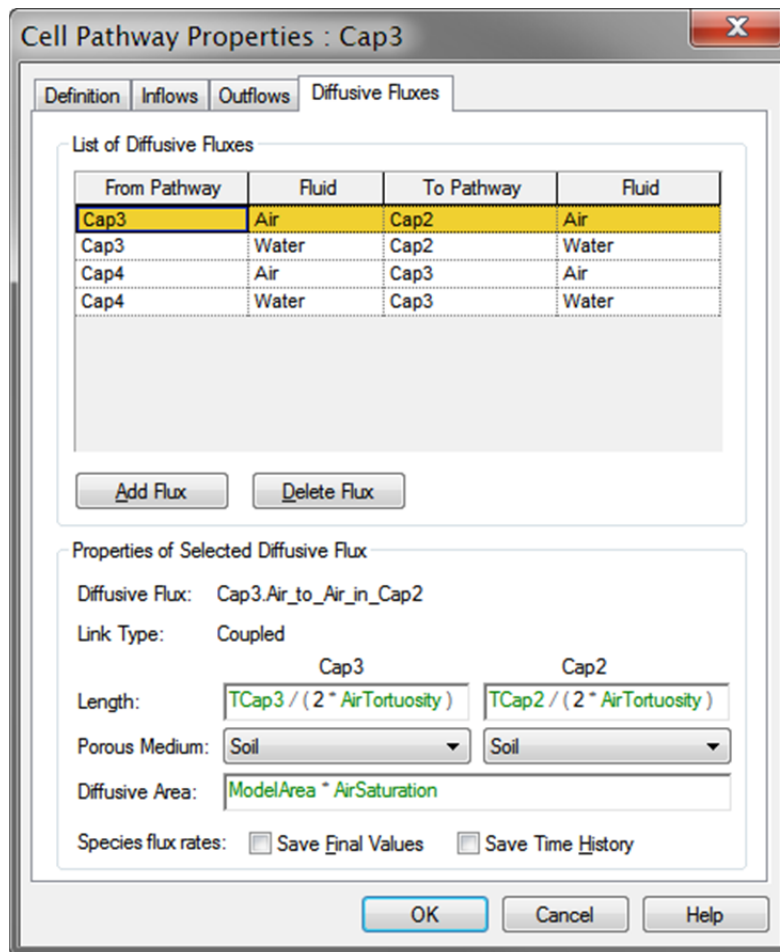 Cell Pathway Properties : Cap3
Definition Inflows Outflows Diffusive Fluxes
List of Diffusive Fluxes
From Pathway Fluid To Pathway Fluid
Cap3 Air Cap2 Air
Cap3 Water Cap2 Water
Cap4 Air Cap3 Air
Cap4 Water Cap3 Water
Add Flux Delete Flux
Properties of Selected Diffusive Flux
Diffusive Flux: Cap3.Air_to_Air_in_Cap2
Link Type: Coupled
Cap3 Cap2
Length: TCap3 / ( 2 * AirTortuosity ) TCap2 / ( 2 * AirTortuosity )
Porous Medium: Soil Soil
Diffusive Area: ModelArea * AirSaturation
Species flux rates: Save Final Values Save Time History
OK Cancel Help